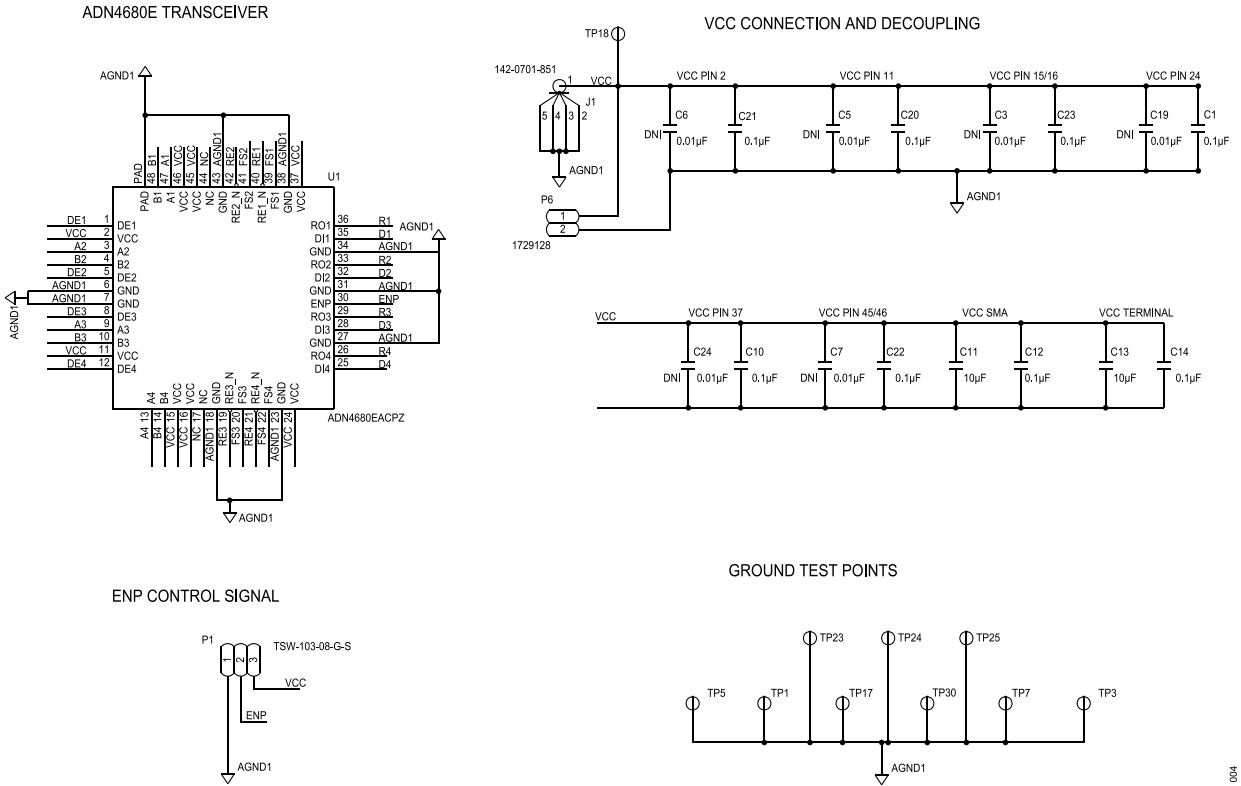 ADN4680E TRANSCEIVER
AGND1
PAD
48 B1
47 A1
46 VCC
45 VCC
44 NC
43 AGND1
42 RE2
41 FS2
40 RE1
39 FS1
38 AGND1
37 VCC
U1
PAD
B1
A1
VCC
VCC
NC
GND
RE2_N
FS2
RE1_N
FS1
GND
VCC
DE1 1 DE1
VCC 2 VCC
A2 3 A2
B2 4 B2
DE2 5 DE2
AGND1 6 GND
AGND1 7 GND
DE3 8 DE3
A3 9 A3
B3 10 B3
VCC 11 VCC
DE4 12 DE4
AGND1
RO1 36 R1
DI1 35 D1
GND 34 AGND1
RO2 33 R2
DI2 32 D2
GND 31 AGND1
ENP 30 ENP
RO3 29 R3
DI3 28 D3
GND 27 AGND1
RO4 26 R4
DI4 25 D4
AGND1
A4
B4
VCC
VCC
NC
GND
RE3_N
FS3
RE4_N
FS4
GND
VCC
ADN4680EACPZ
A4 13
B4 14
VCC 15
VCC 16
NC 17
AGND1 18
RE3 19
FS3 20
RE4 21
FS4 22
AGND1 23
VCC 24
AGND1
VCC CONNECTION AND DECOUPLING
TP18
142-0701-851
1
VCC
J1
5 4 3 2
AGND1
P6
1
2
1729128
VCC PIN 2
C6
DNI
0.01µF
C21
0.1µF
VCC PIN 11
C5
DNI
0.01µF
C20
0.1µF
VCC PIN 15/16
C3
DNI
0.01µF
C23
0.1µF
VCC PIN 24
C19
DNI
0.01µF
C1
0.1µF
AGND1
VCC
VCC PIN 37
C24
DNI
0.01µF
C10
0.1µF
VCC PIN 45/46
C7
DNI
0.01µF
C22
0.1µF
VCC SMA
C11
10µF
C12
0.1µF
VCC TERMINAL
C13
10µF
C14
0.1µF
ENP CONTROL SIGNAL
P1
TSW-103-08-G-S
1 2 3
VCC
ENP
AGND1
GROUND TEST POINTS
TP23
TP24
TP25
TP5
TP1
TP17
TP30
TP7
TP3
AGND1
004